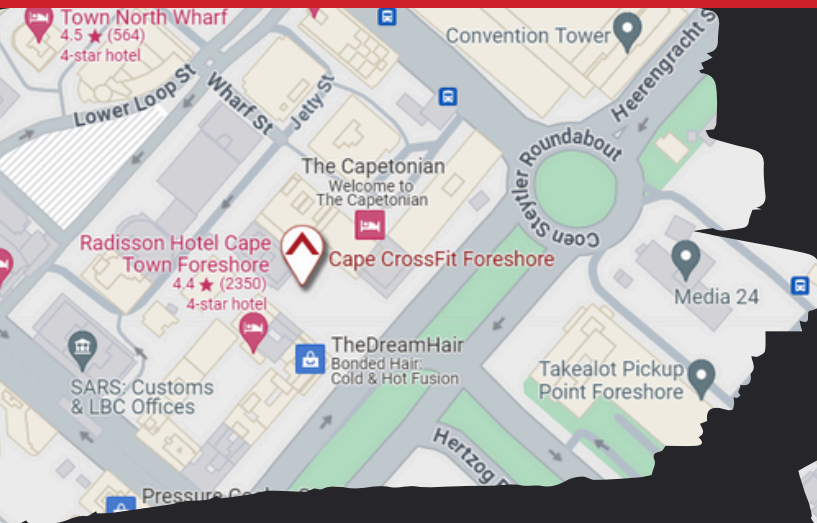 Town North Wharf
4.5 ★ (564)
4-star hotel
Convention Tower
Heerengracht S
Lower Loop St
Wharf St
Jetty St
Coen Steytler Roundabout
The Capetonian
Welcome to
The Capetonian
Radisson Hotel Cape
Town Foreshore
4.4 ★ (2350)
4-star hotel
Cape CrossFit Foreshore
Coen Steyt
Media 24
TheDreamHair
Bonded Hair:
Cold & Hot Fusion
SARS: Customs
& LBC Offices
Takealot Pickup
Point Foreshore
Hertzog
Pressure